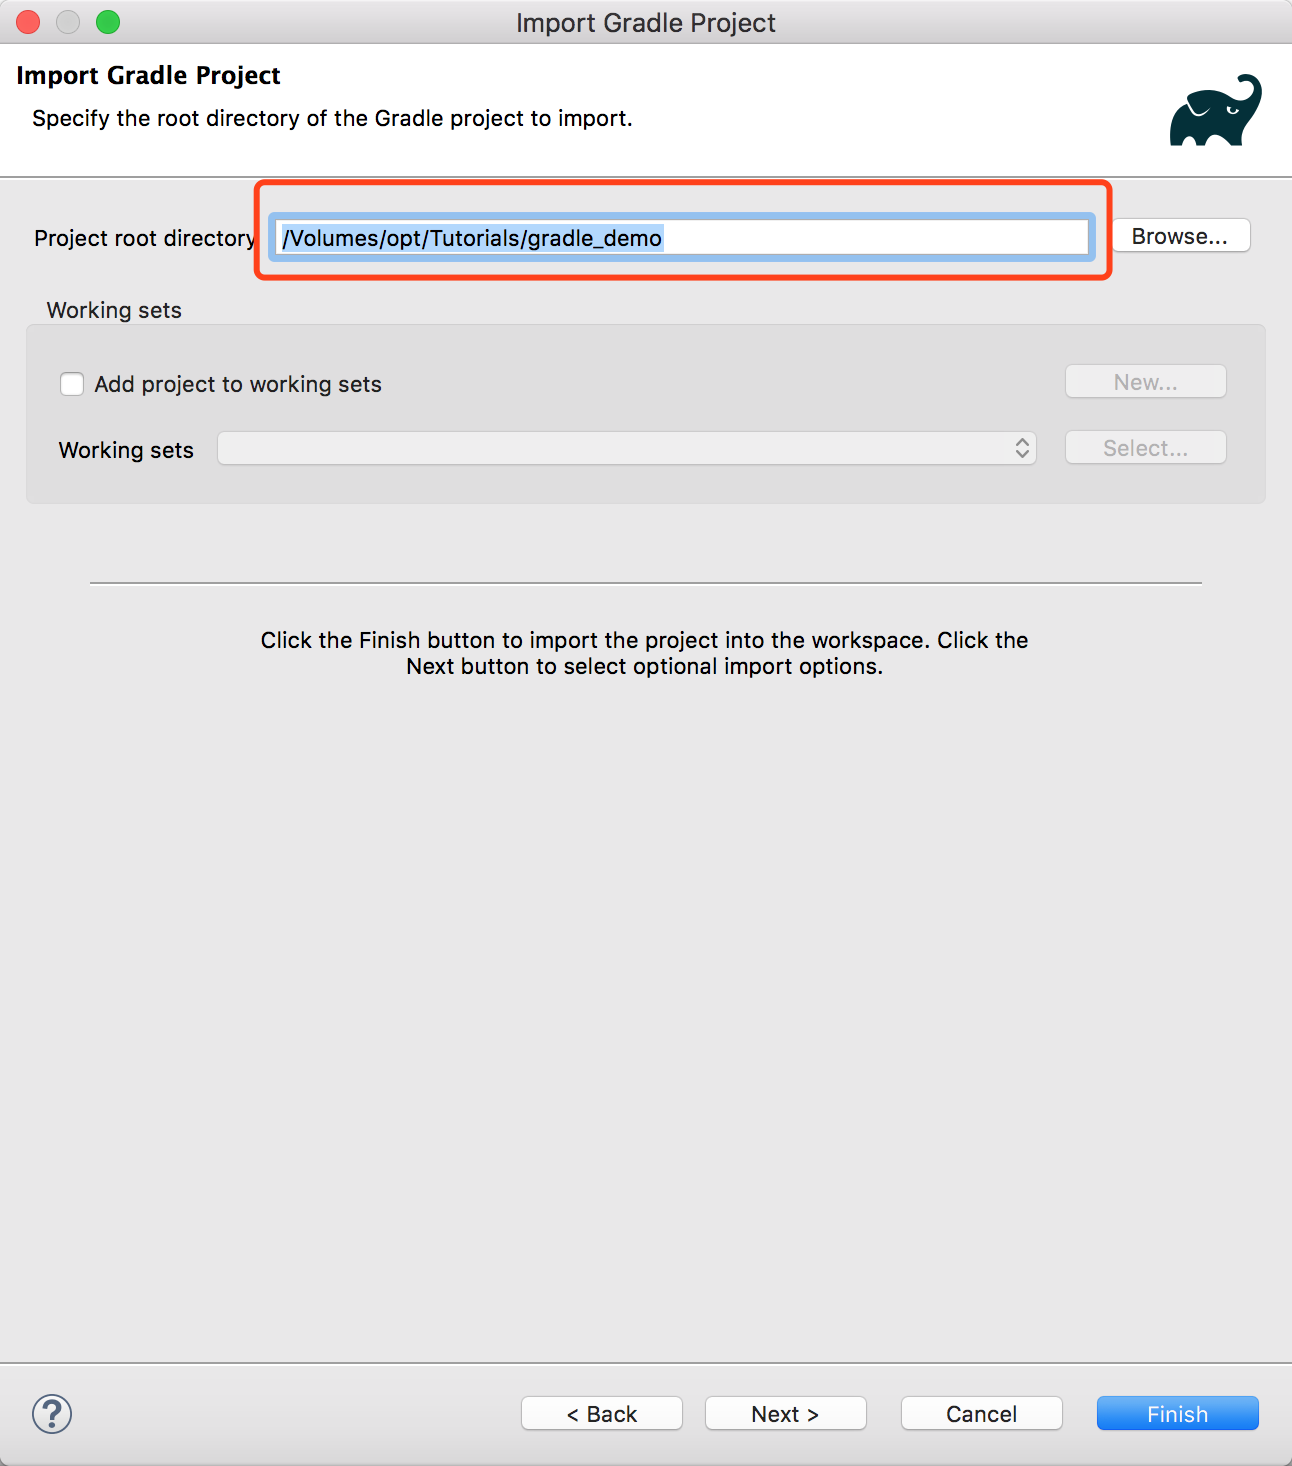 Import Gradle Project
Import Gradle Project
Specify the root directory of the Gradle project to import.
Project root directory /Volumes/opt/Tutorials/gradle_demo Browse...
Working sets
Add project to working sets New...
Working sets Select...
Click the Finish button to import the project into the workspace. Click the
Next button to select optional import options.
? < Back Next > Cancel Finish